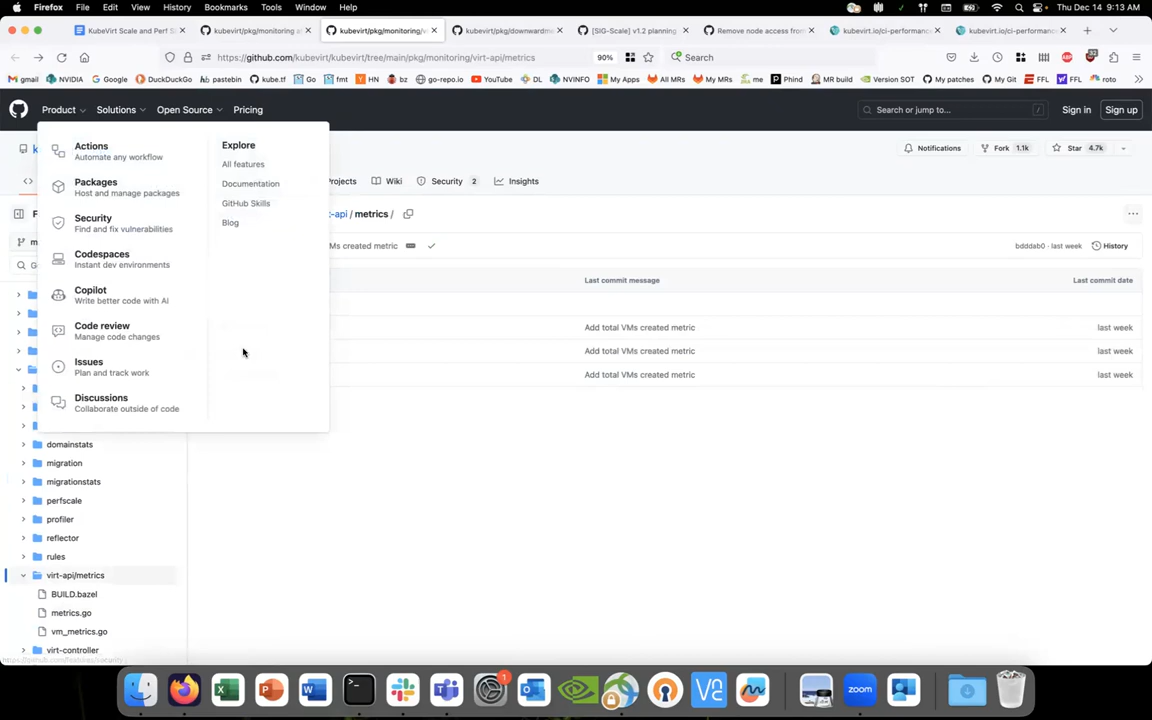 Firefox File Edit View History Bookmarks Tools Window Help Thu Dec 14 9:13 AM
KubeVirt Scale and Perf S kubevirt/pkg/monitoring a kubevirt/pkg/monitoring/v kubevirt/pkg/downwardm [SIG-Scale] v1.2 planning Remove node access from kubevirt.io/ci-performance kubevirt.io/ci-performance
https://github.com/kubevirt/kubevirt/tree/main/pkg/monitoring/virt-api/metrics 90% Search
gmail NVIDIA Google DuckDuckGo pastebin kube.tf Go fmt HN bz go-repo.io YouTube DL NVINFO My Apps All MRs My MRs me Phind MR build Version SOT My patches My Git FFL FFL roto
Product Solutions Open Source Pricing Search or jump to... / Sign in Sign up
Actions
Automate any workflow
Packages
Host and manage packages
Security
Find and fix vulnerabilities
Codespaces
Instant dev environments
Copilot
Write better code with AI
Code review
Manage code changes
Issues
Plan and track work
Discussions
Collaborate outside of code
Explore
All features
Documentation
GitHub Skills
Blog
k Notifications Fork 1.1k Star 4.7k
rojects Wiki Security 2 Insights
F t-api / metrics /
m Ms created metric bdddab0 · last week History
G
Last commit message Last commit date
Add total VMs created metric last week
Add total VMs created metric last week
Add total VMs created metric last week
domainstats
migration
migrationstats
perfscale
profiler
reflector
rules
virt-api/metrics
BUILD.bazel
metrics.go
vm_metrics.go
virt-controller
https://github.com/features/security
1
zoom